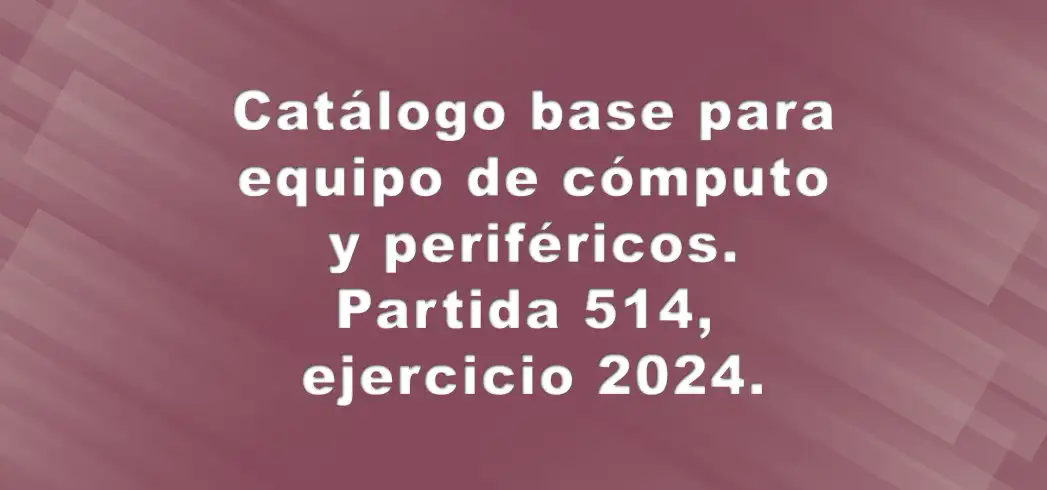 Catálogo base para
equipo de cómputo
y periféricos.
Partida 514,
ejercicio 2024.